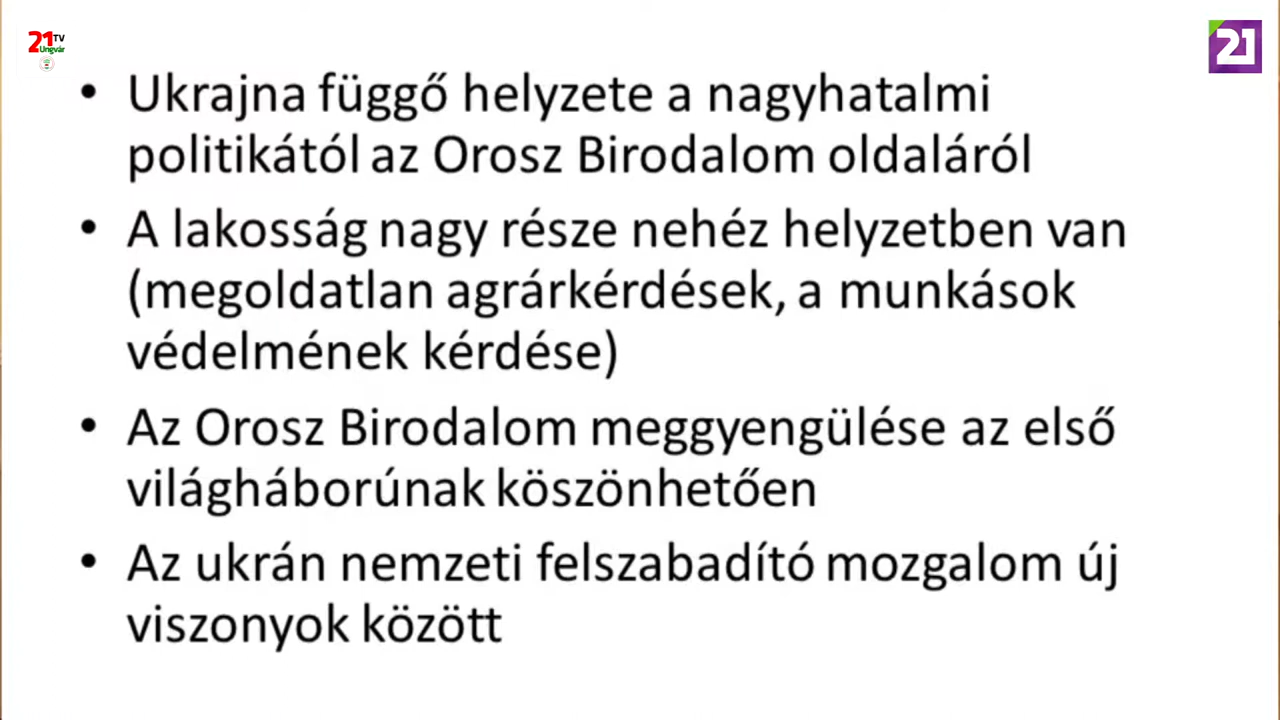 21 TV
Ungvár
21
• Ukrajna függő helyzete a nagyhatalmi
politikától az Orosz Birodalom oldaláról
• A lakosság nagy része nehéz helyzetben van
(megoldatlan agrárkérdések, a munkások
védelmének kérdése)
• Az Orosz Birodalom meggyengülése az első
világháborúnak köszönhetően
• Az ukrán nemzeti felszabadító mozgalom új
viszonyok között